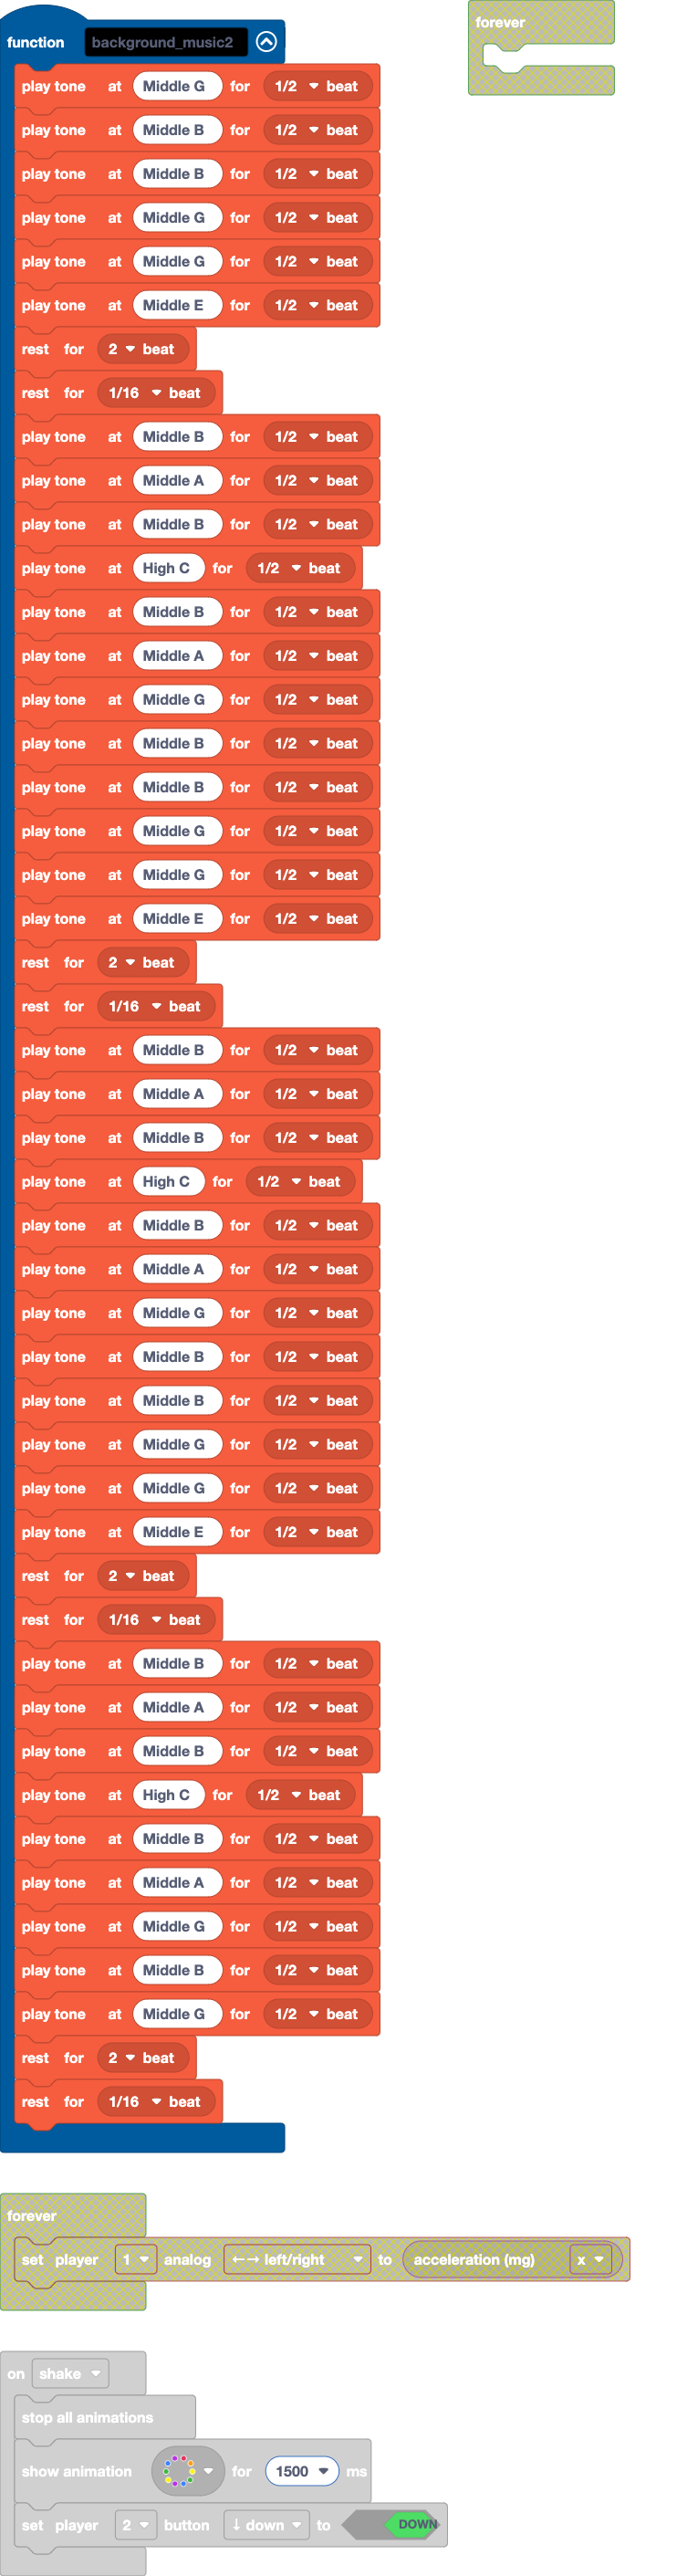 function background_music2
forever
play tone at Middle G for 1/2 beat
play tone at Middle B for 1/2 beat
play tone at Middle B for 1/2 beat
play tone at Middle G for 1/2 beat
play tone at Middle G for 1/2 beat
play tone at Middle E for 1/2 beat
rest for 2 beat
rest for 1/16 beat
play tone at Middle B for 1/2 beat
play tone at Middle A for 1/2 beat
play tone at Middle B for 1/2 beat
play tone at High C for 1/2 beat
play tone at Middle B for 1/2 beat
play tone at Middle A for 1/2 beat
play tone at Middle G for 1/2 beat
play tone at Middle B for 1/2 beat
play tone at Middle B for 1/2 beat
play tone at Middle G for 1/2 beat
play tone at Middle G for 1/2 beat
play tone at Middle E for 1/2 beat
rest for 2 beat
rest for 1/16 beat
play tone at Middle B for 1/2 beat
play tone at Middle A for 1/2 beat
play tone at Middle B for 1/2 beat
play tone at High C for 1/2 beat
play tone at Middle B for 1/2 beat
play tone at Middle A for 1/2 beat
play tone at Middle G for 1/2 beat
play tone at Middle B for 1/2 beat
play tone at Middle B for 1/2 beat
play tone at Middle G for 1/2 beat
play tone at Middle G for 1/2 beat
play tone at Middle E for 1/2 beat
rest for 2 beat
rest for 1/16 beat
play tone at Middle B for 1/2 beat
play tone at Middle A for 1/2 beat
play tone at Middle B for 1/2 beat
play tone at High C for 1/2 beat
play tone at Middle B for 1/2 beat
play tone at Middle A for 1/2 beat
play tone at Middle G for 1/2 beat
play tone at Middle B for 1/2 beat
play tone at Middle G for 1/2 beat
rest for 2 beat
rest for 1/16 beat
forever
set player 1 analog ←→ left/right to acceleration (mg) x
on shake
stop all animations
show animation for 1500 ms
set player 2 button ↓ down to DOWN